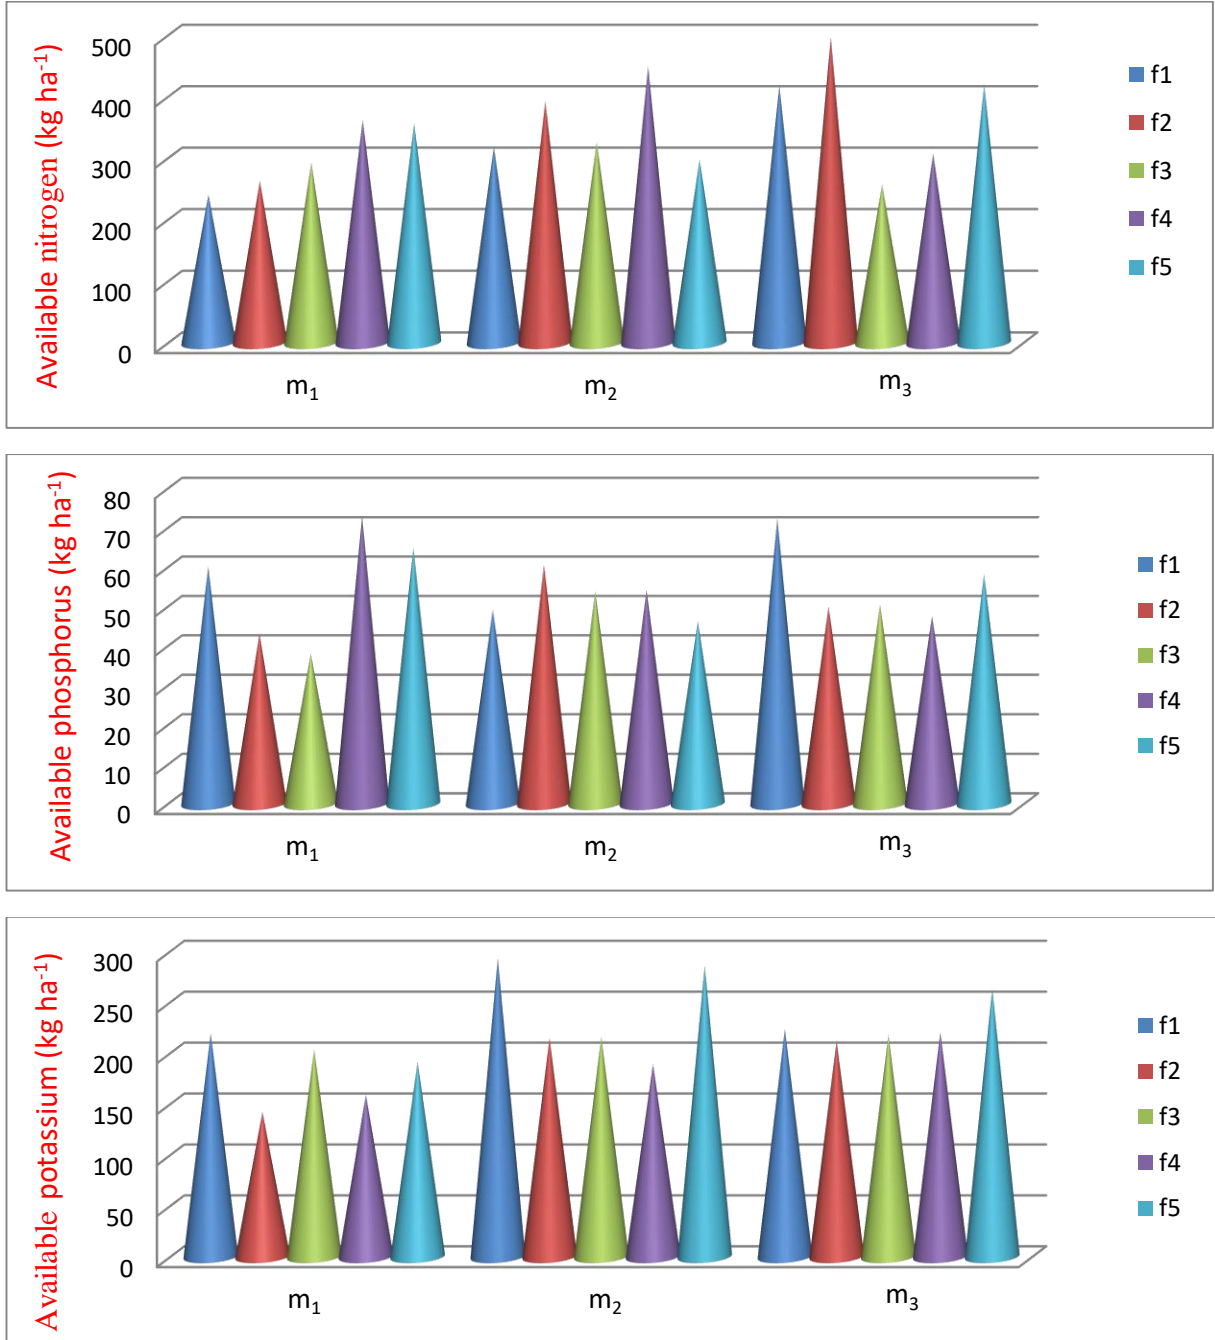 Available nitrogen (kg ha⁻¹)
500
400
300
200
100
0
m₁
m₂
m₃
f1
f2
f3
f4
f5
Available phosphorus (kg ha⁻¹)
80
70
60
50
40
30
20
10
0
m₁
m₂
m₃
f1
f2
f3
f4
f5
Available potassium (kg ha⁻¹)
300
250
200
150
100
50
0
m₁
m₂
m₃
f1
f2
f3
f4
f5